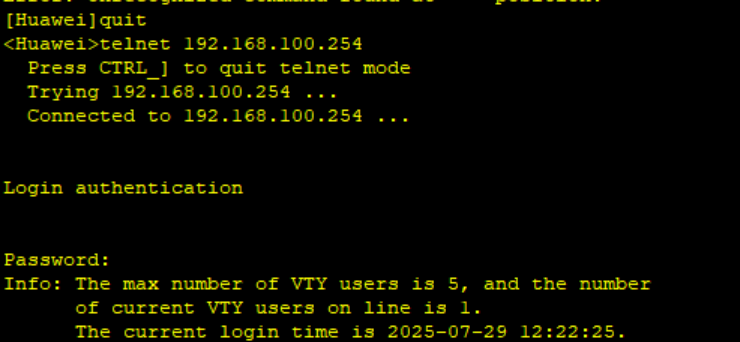 [Huawei]quit
<Huawei>telnet 192.168.100.254
Press CTRL_] to quit telnet mode
Trying 192.168.100.254 ...
Connected to 192.168.100.254 ...
Login authentication
Password:
Info: The max number of VTY users is 5, and the number
of current VTY users on line is 1.
The current login time is 2025-07-29 12:22:25.